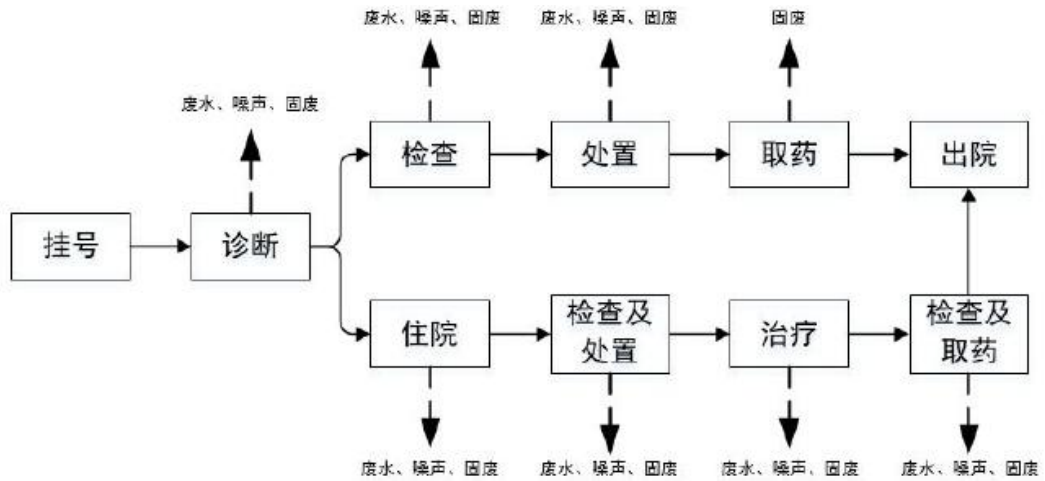 废水、噪声、固废
废水、噪声、固废
固废
废水、噪声、固废
检查
处置
取药
出院
挂号
诊断
住院
检查及
处置
治疗
检查及
取药
废水、噪声、固废
废水、噪声、固废
废水、噪声、固废
废水、噪声、固废